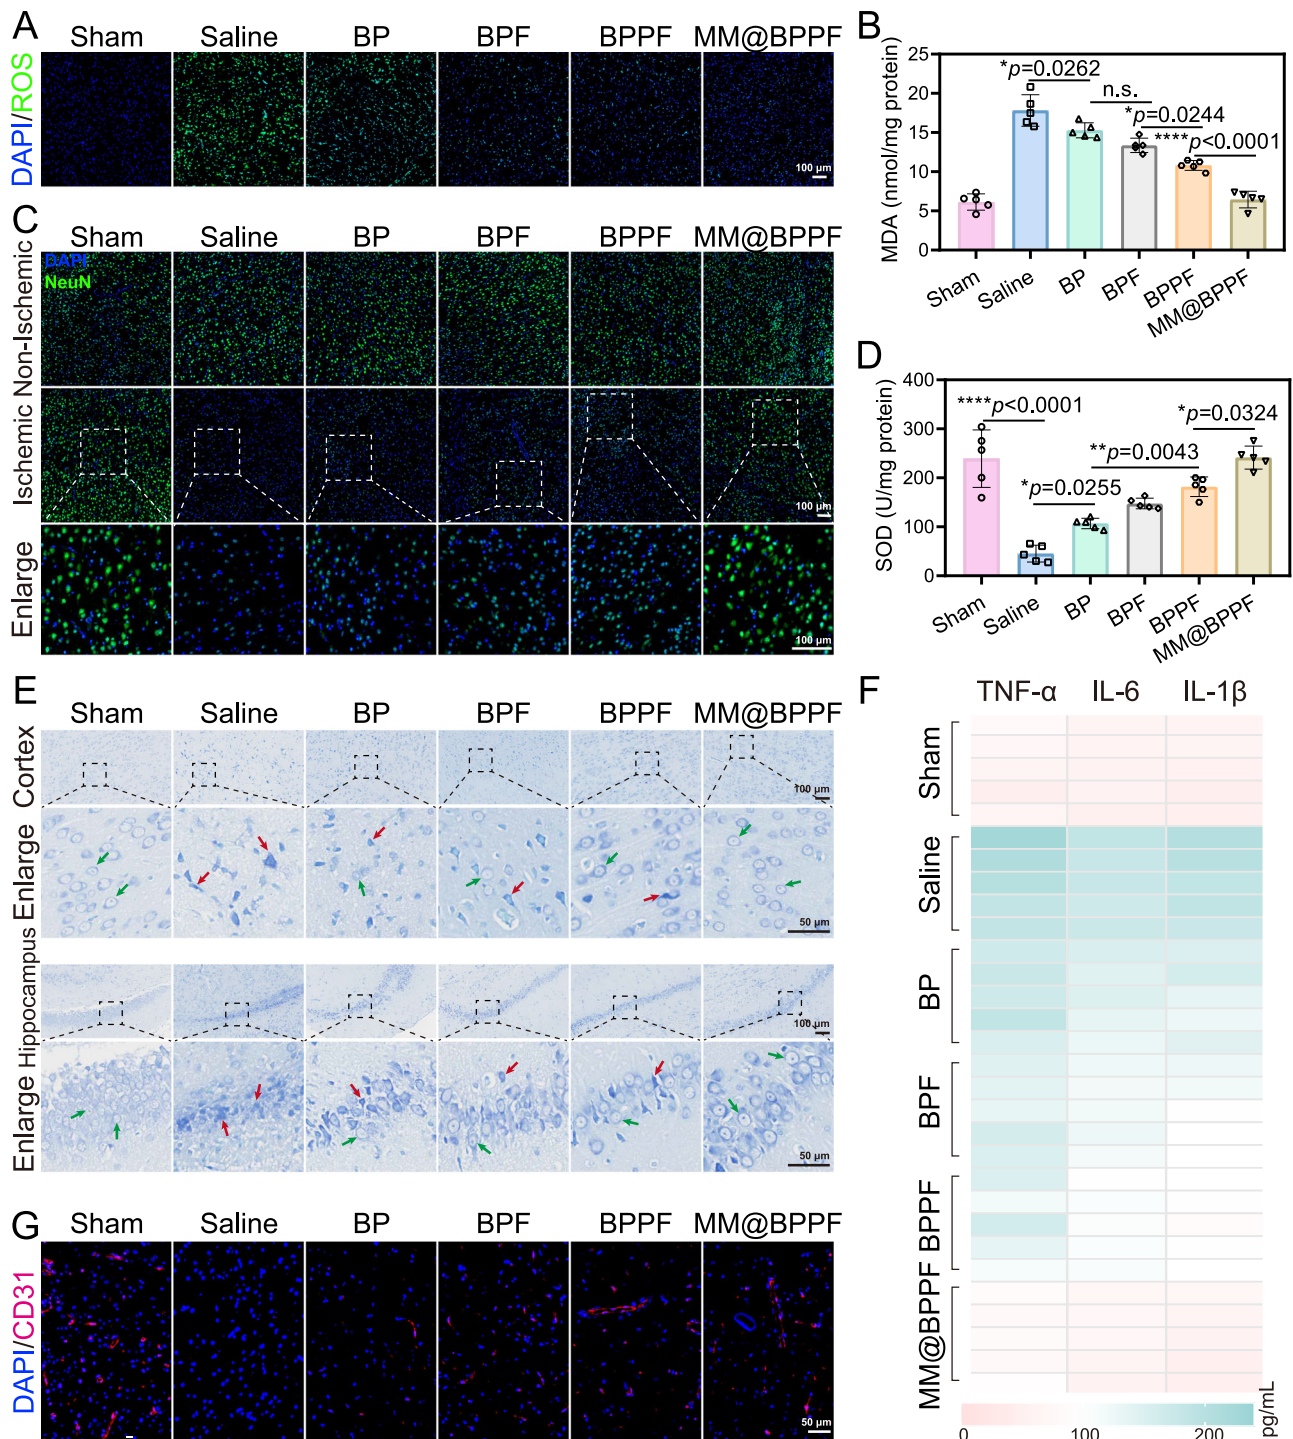 A
Sham Saline BP BPF BPPF MM@BPPF
DAPI/ROS
100 µm
B
MDA (nmol/mg protein)
25
20
15
10
5
0
*p=0.0262
n.s.
*p=0.0244
****p<0.0001
Sham Saline BP BPF BPPF MM@BPPF
C
Sham Saline BP BPF BPPF MM@BPPF
DAPI
NeuN
Non-Ischemic
Ischemic
100 µm
Enlarge
100 µm
D
SOD (U/mg protein)
400
300
200
100
0
****p<0.0001
*p=0.0255
**p=0.0043
*p=0.0324
Sham Saline BP BPF BPPF MM@BPPF
E
Sham Saline BP BPF BPPF MM@BPPF
Cortex
100 µm
Enlarge
50 µm
Hippocampus
100 µm
Enlarge
50 µm
F
TNF-α IL-6 IL-1β
Sham
Saline
BP
BPF
BPPF
MM@BPPF
0 100 200
pg/mL
G
Sham Saline BP BPF BPPF MM@BPPF
DAPI/CD31
50 µm